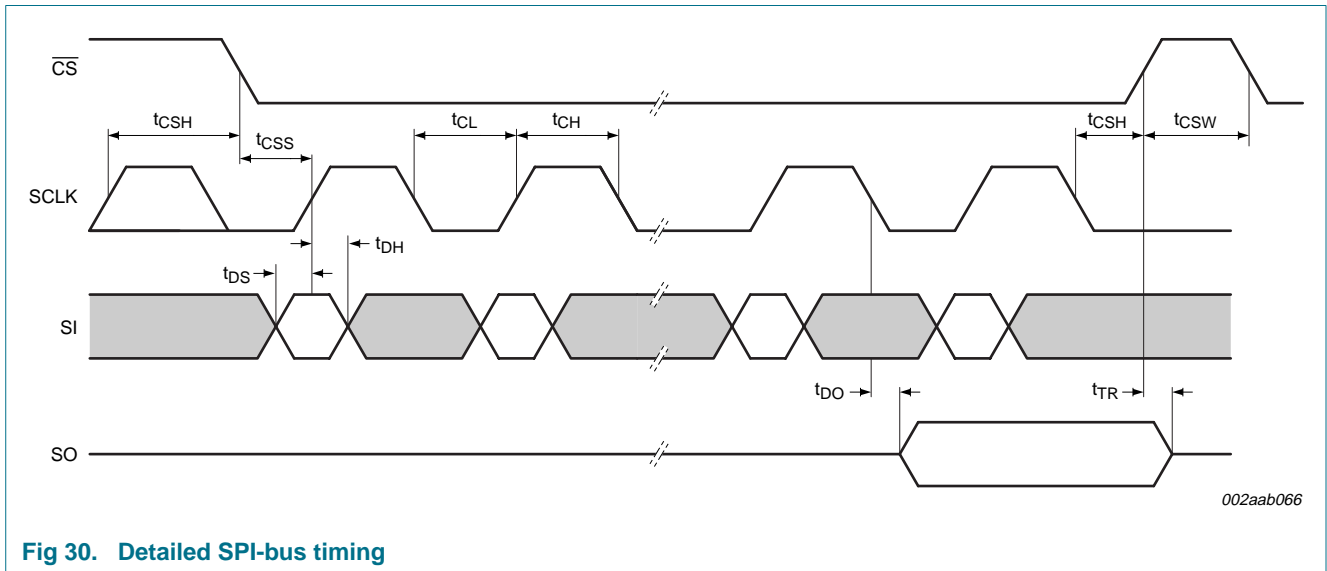 CS
tCSH
tCSS
tCL
tCH
tCSH
tCSW
SCLK
tDS
tDH
SI
tDO
tTR
SO
002aab066
Fig 30. Detailed SPI-bus timing